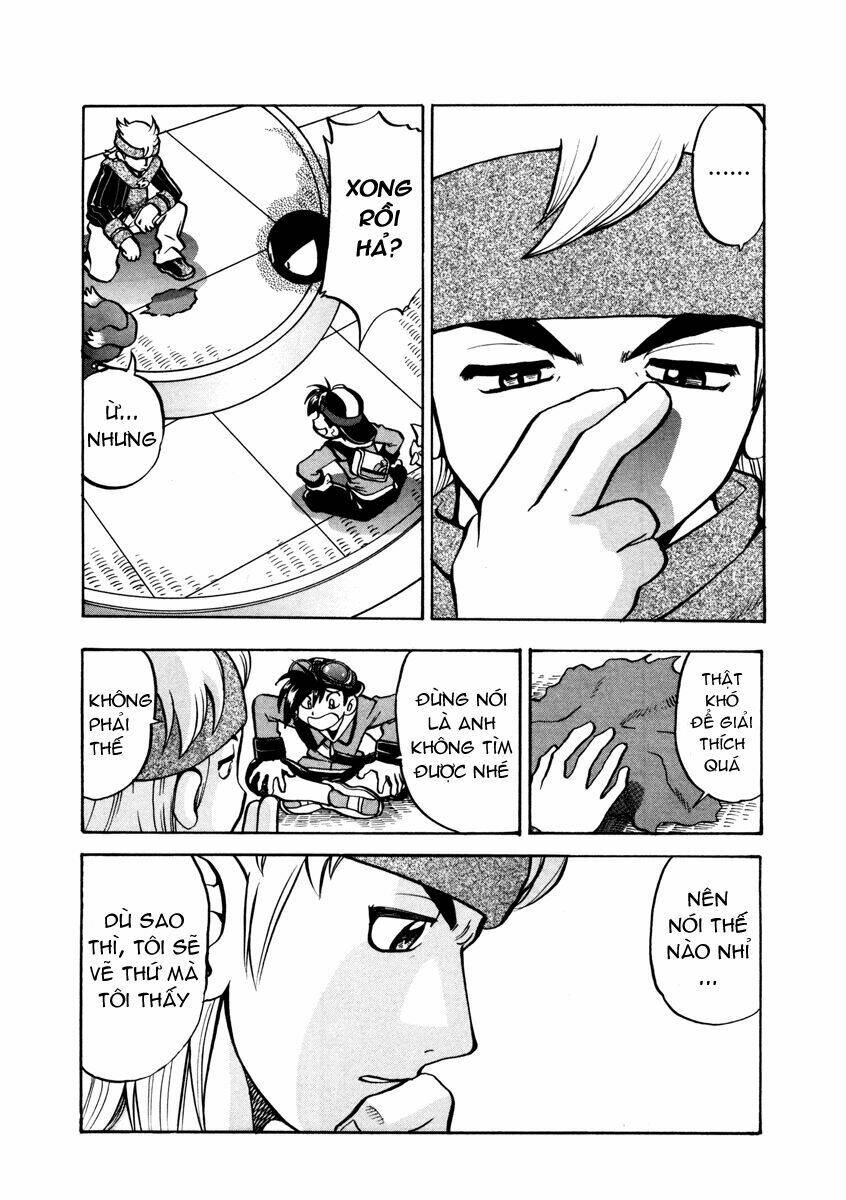 ......
XONG
RỒI
HẢ?
Ừ...
NHƯNG
THẬT
KHÓ
ĐỂ GIẢI
THÍCH
QUÁ
ĐỪNG NÓI
LÀ ANH
KHÔNG TÌM
ĐƯỢC NHÉ
KHÔNG
PHẢI
THẾ
NÊN
NÓI THẾ
NÀO NHỈ
...
DÙ SAO
THÌ, TÔI SẼ
VẼ THỨ MÀ
TÔI THẤY